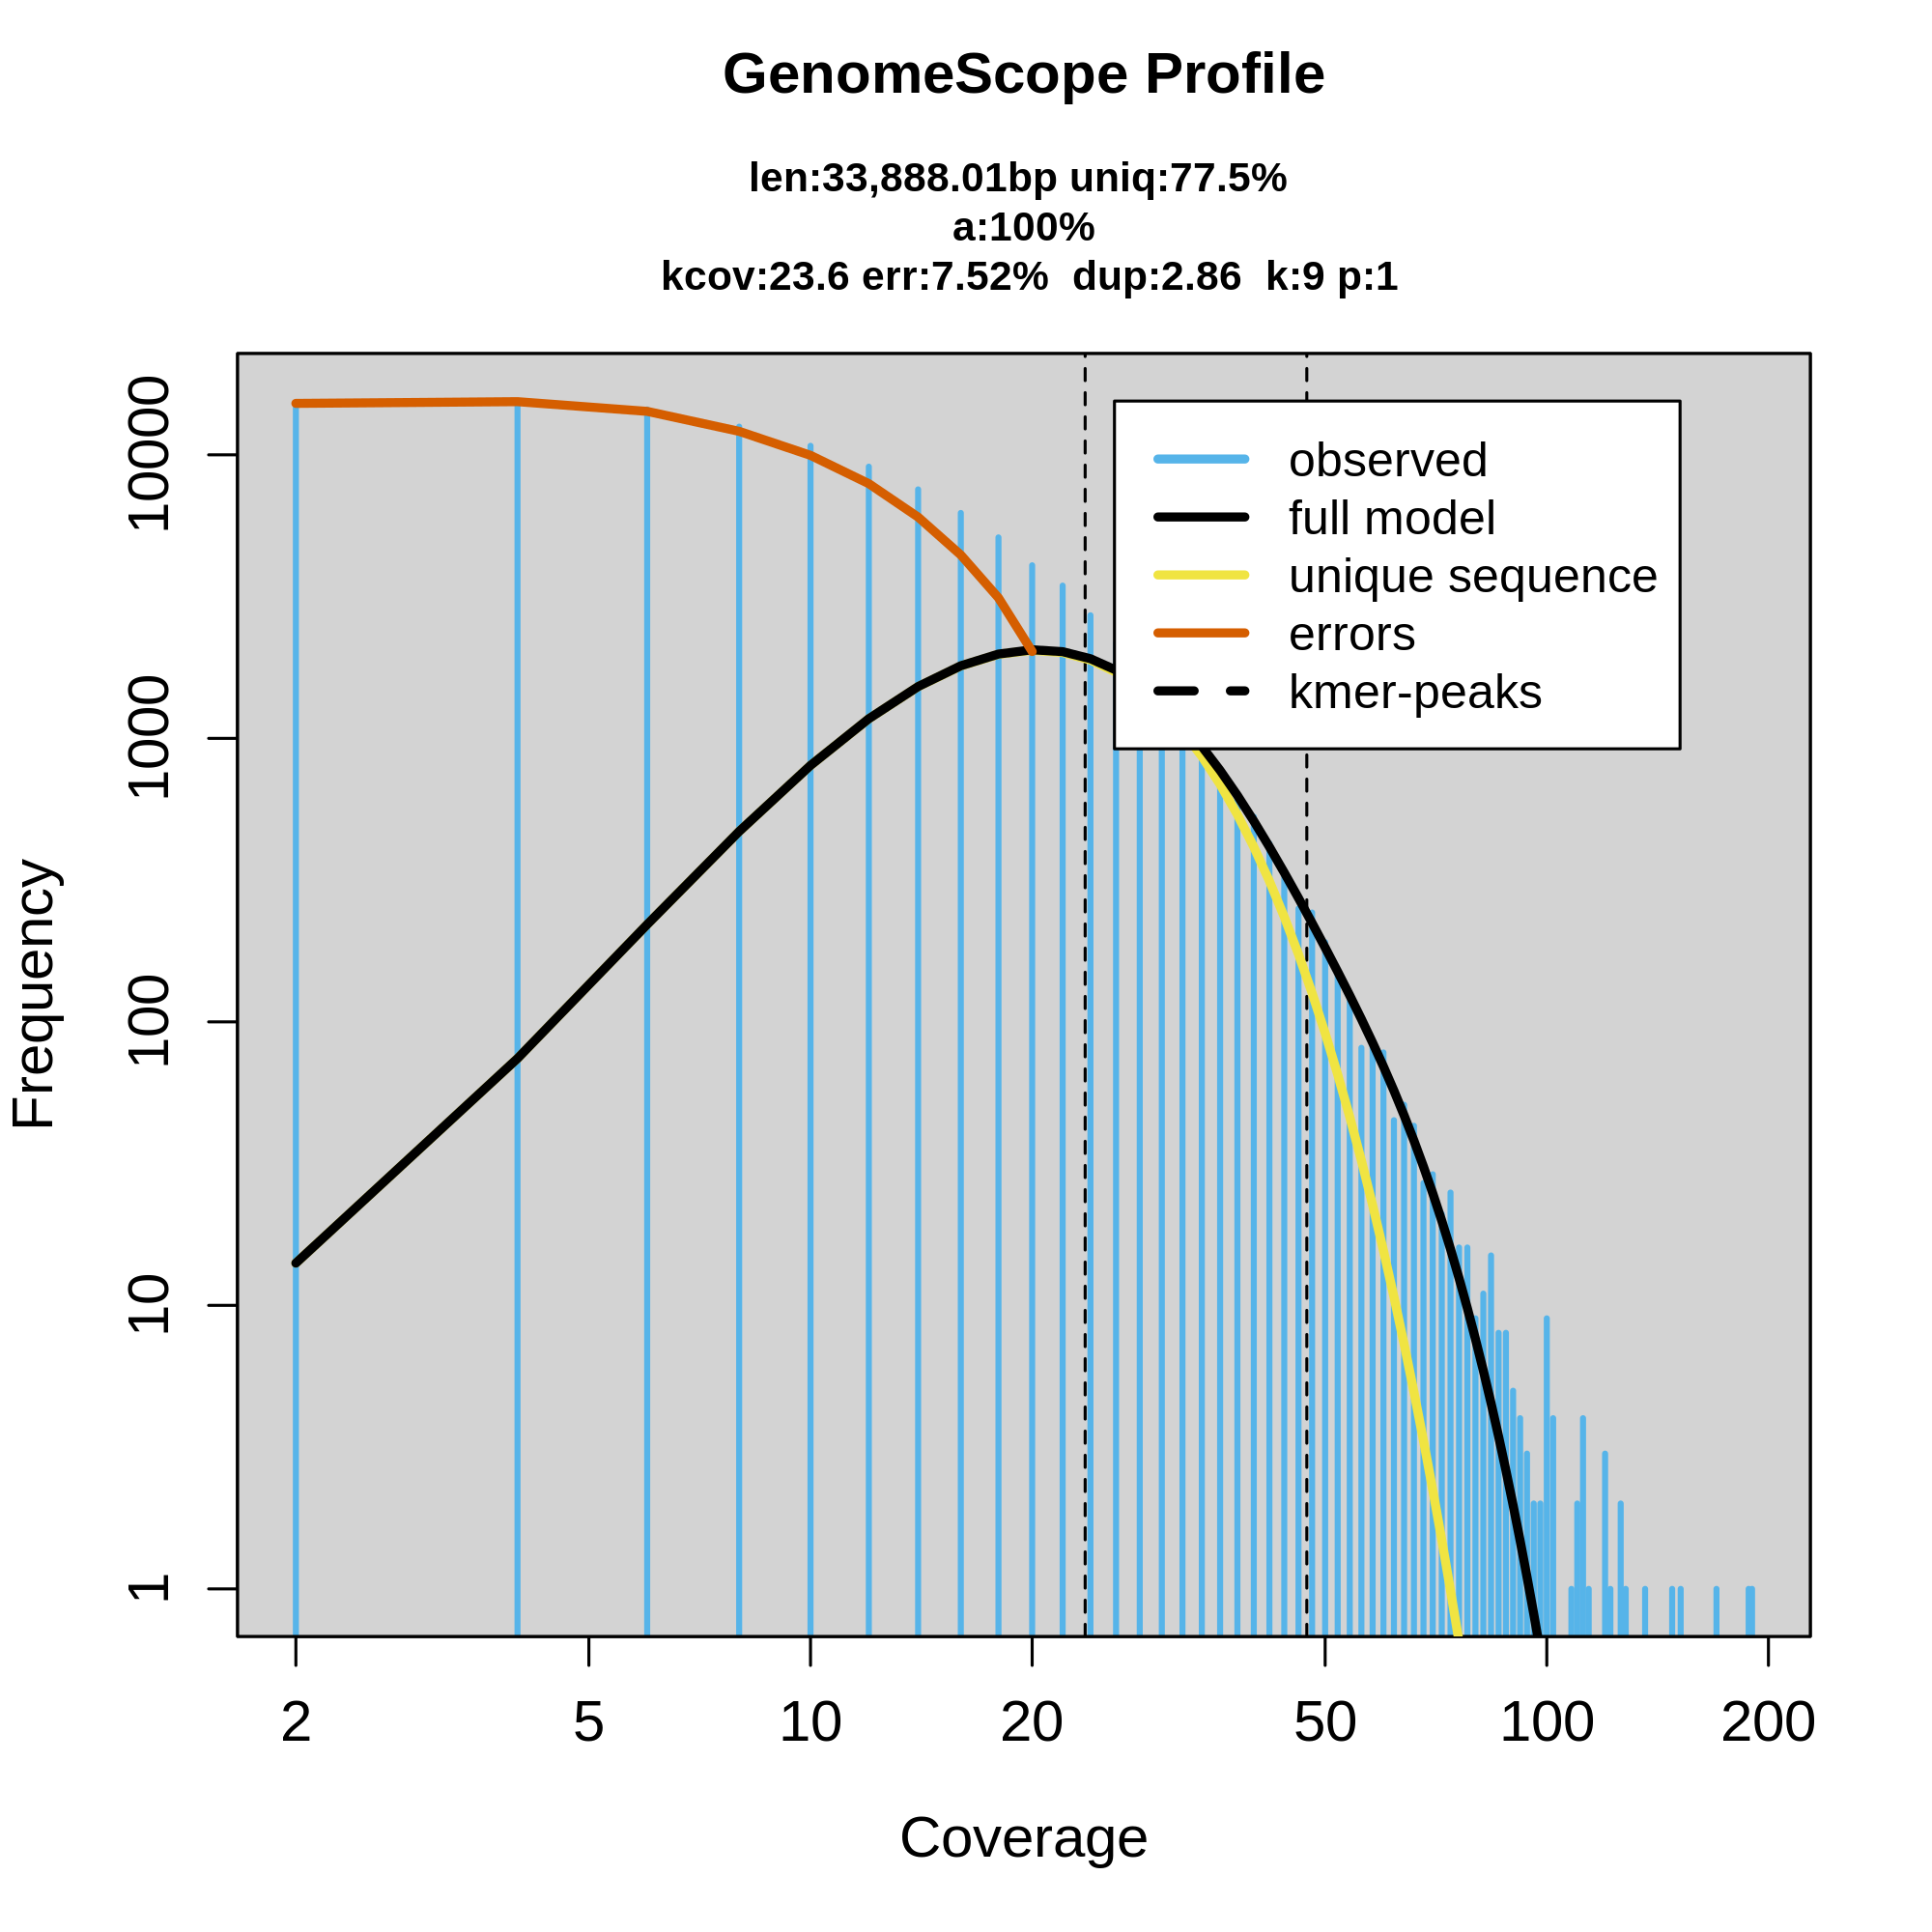 GenomeScope Profile
len:33,888.01bp uniq:77.5%
a:100%
kcov:23.6 err:7.52%  dup:2.86  k:9 p:1
observed
full model
unique sequence
errors
kmer-peaks
Frequency
10000
1000
100
10
1
2 5 10 20 50 100 200
Coverage